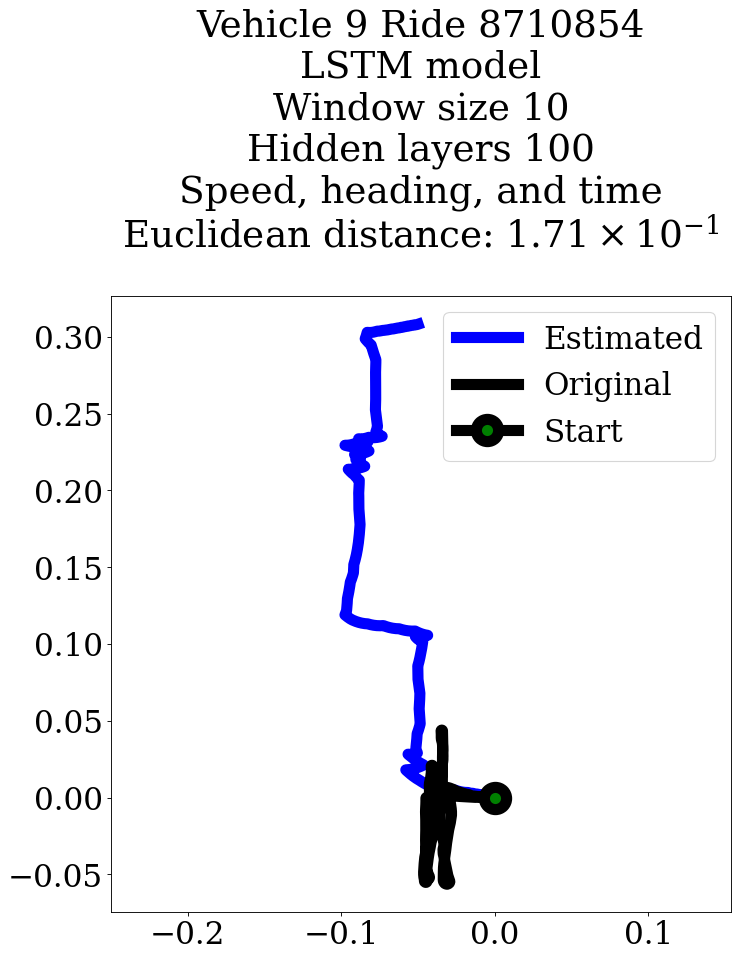 Vehicle 9 Ride 8710854
LSTM model
Window size 10
Hidden layers 100
Speed, heading, and time
Euclidean distance: 1.71 × 10⁻¹
Estimated
Original
Start
0.30
0.25
0.20
0.15
0.10
0.05
0.00
−0.05
−0.2 −0.1 0.0 0.1